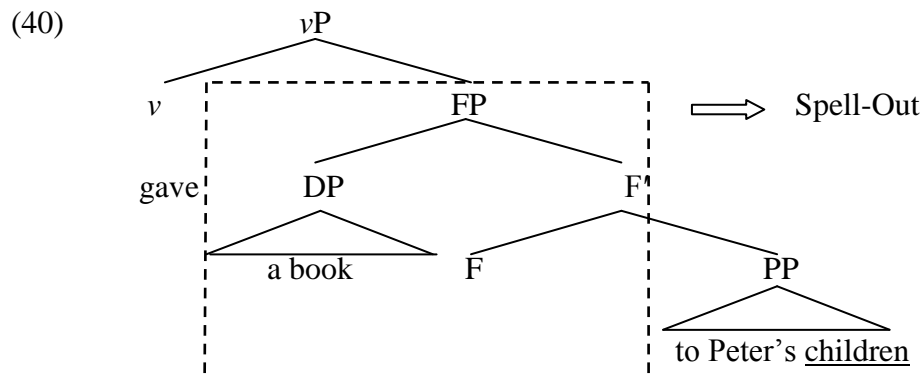 (40) vP
v FP Spell-Out
gave DP F'
a book F PP
to Peter's children